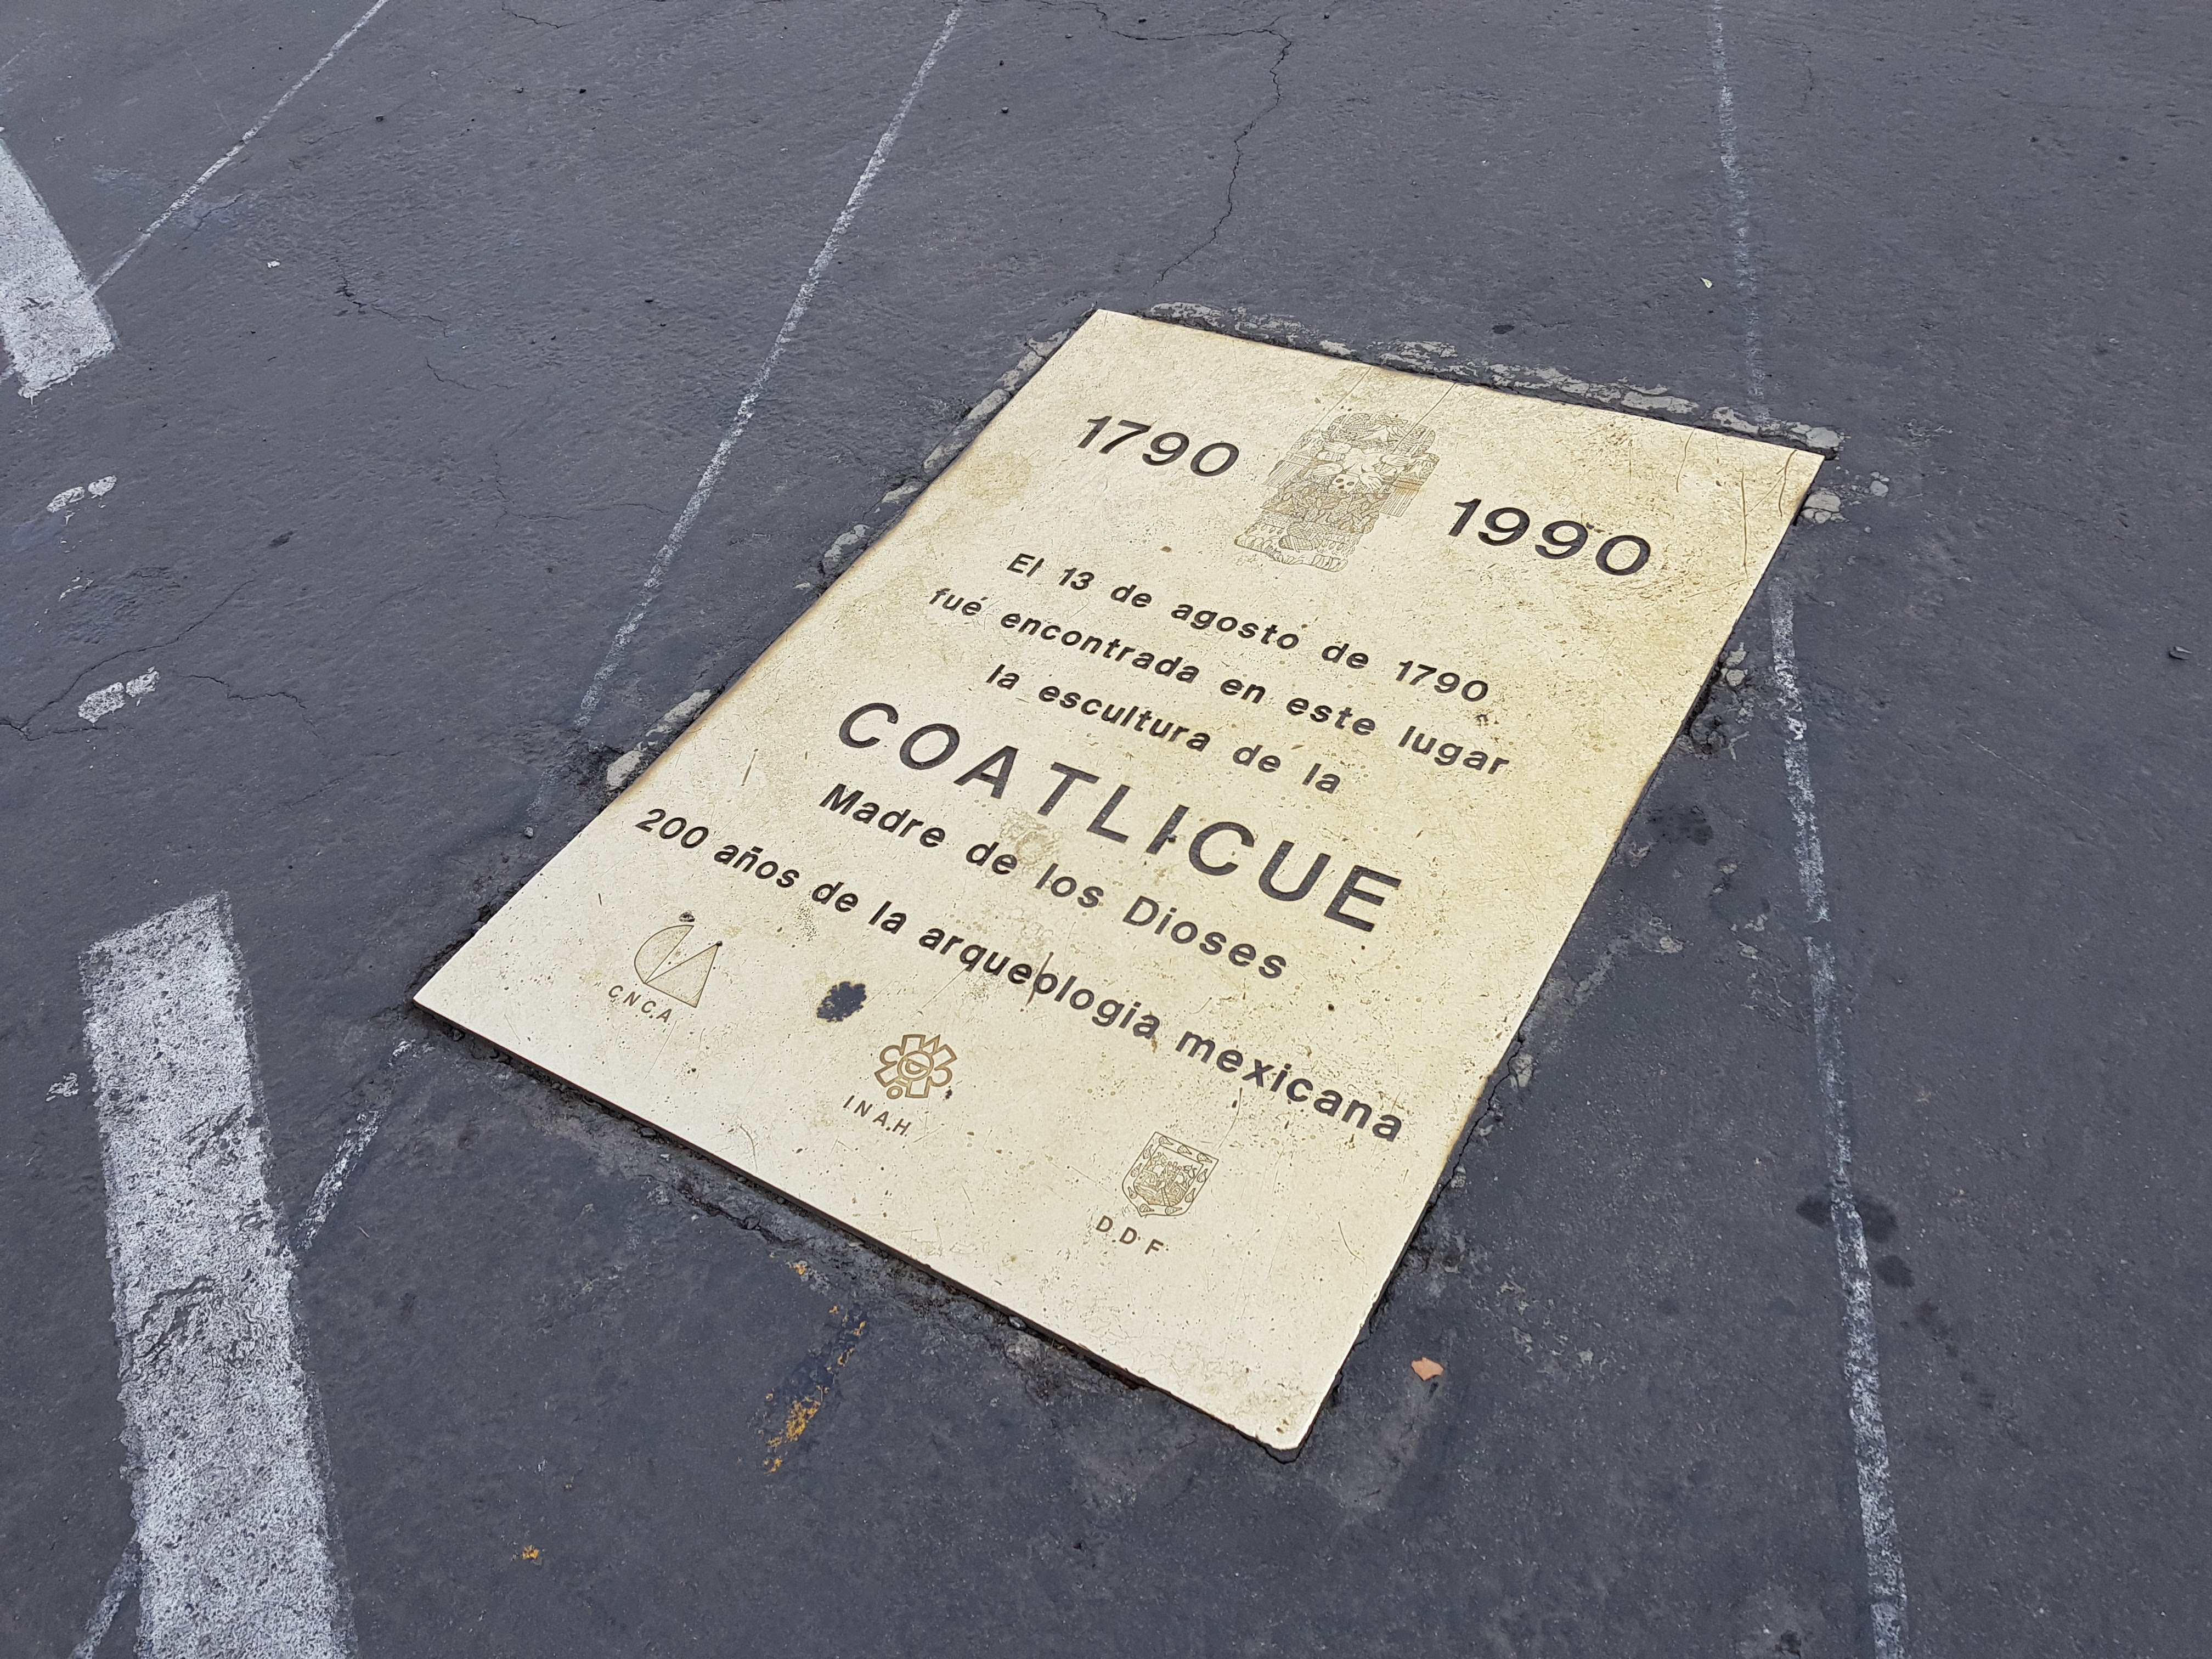 1790 1990
El 13 de agosto de 1790
fué encontrada en este lugar
la escultura de la
COATLICUE
Madre de los Dioses
200 años de la arqueologia mexicana
C.N.C.A.
I.N.A.H.
D.D.F.